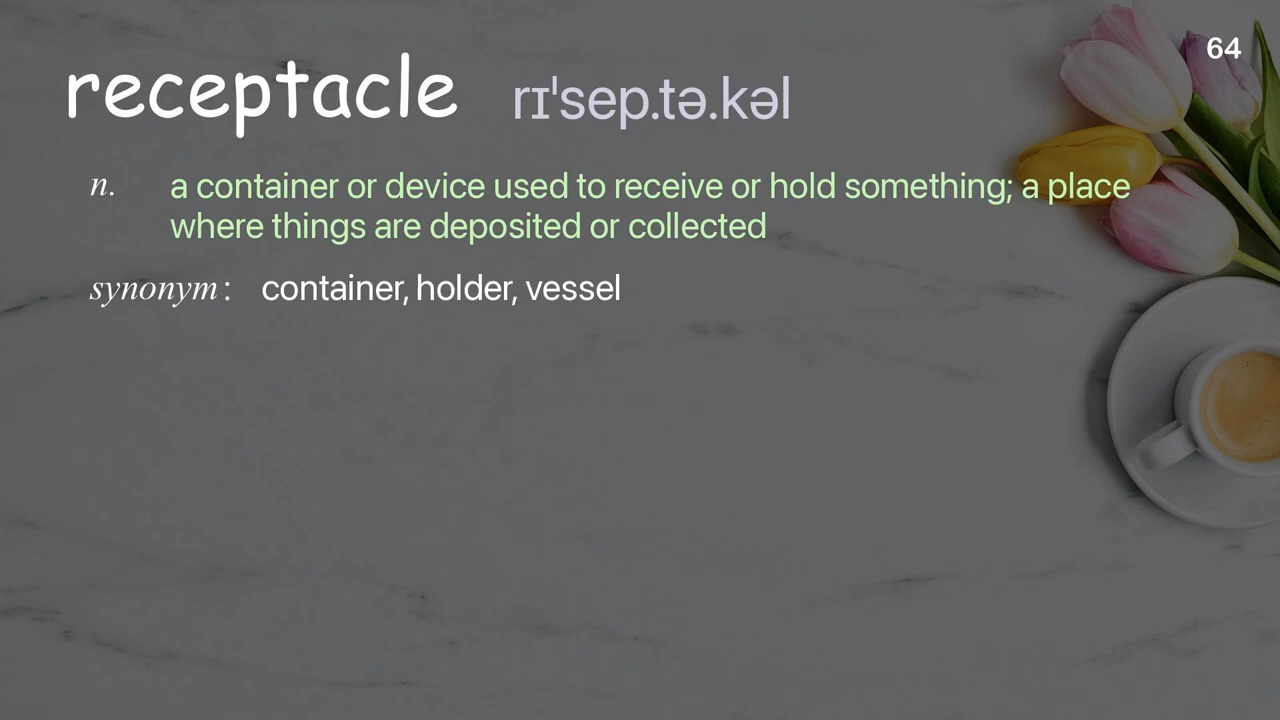 64
receptacle rɪˈsep.tə.kəl
n. a container or device used to receive or hold something; a place
where things are deposited or collected
synonym : container, holder, vessel